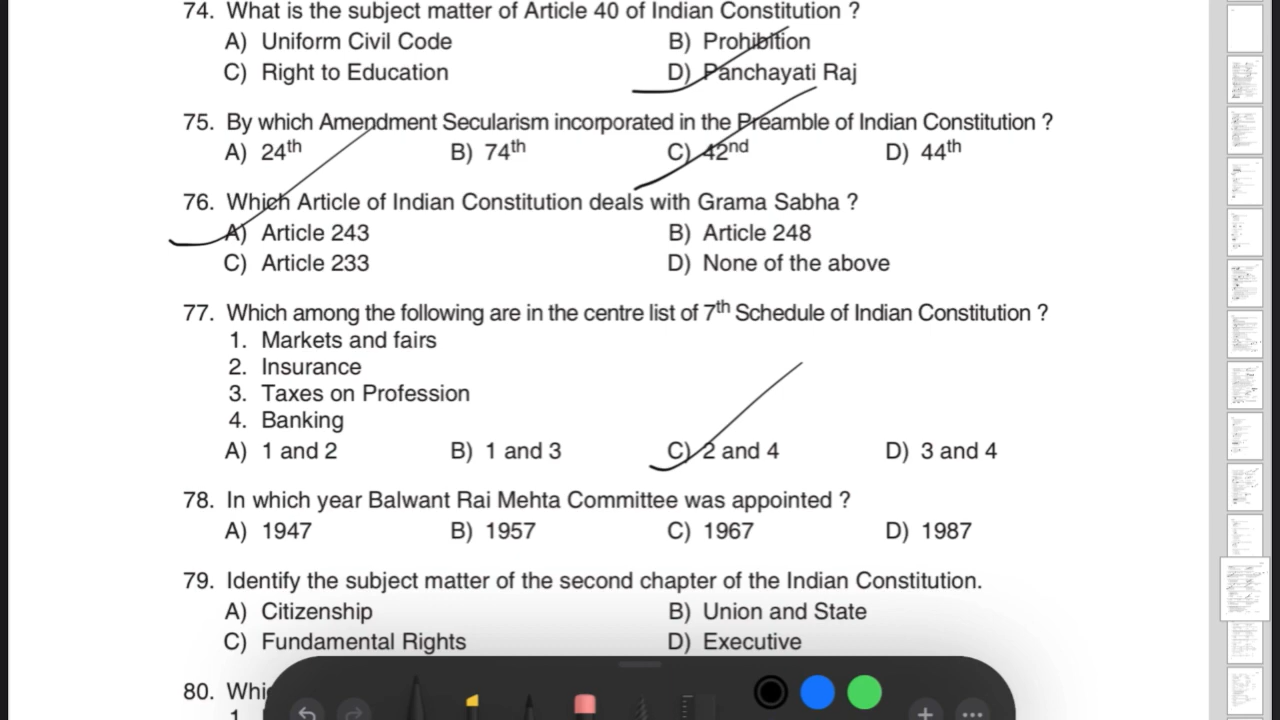 74. What is the subject matter of Article 40 of Indian Constitution ?
A) Uniform Civil Code B) Prohibition
C) Right to Education D) Panchayati Raj
75. By which Amendment Secularism incorporated in the Preamble of Indian Constitution ?
A) 24th B) 74th C) 42nd D) 44th
76. Which Article of Indian Constitution deals with Grama Sabha ?
A) Article 243 B) Article 248
C) Article 233 D) None of the above
77. Which among the following are in the centre list of 7th Schedule of Indian Constitution ?
1. Markets and fairs
2. Insurance
3. Taxes on Profession
4. Banking
A) 1 and 2 B) 1 and 3 C) 2 and 4 D) 3 and 4
78. In which year Balwant Rai Mehta Committee was appointed ?
A) 1947 B) 1957 C) 1967 D) 1987
79. Identify the subject matter of the second chapter of the Indian Constitution.
A) Citizenship B) Union and State
C) Fundamental Rights D) Executive
80.
1.